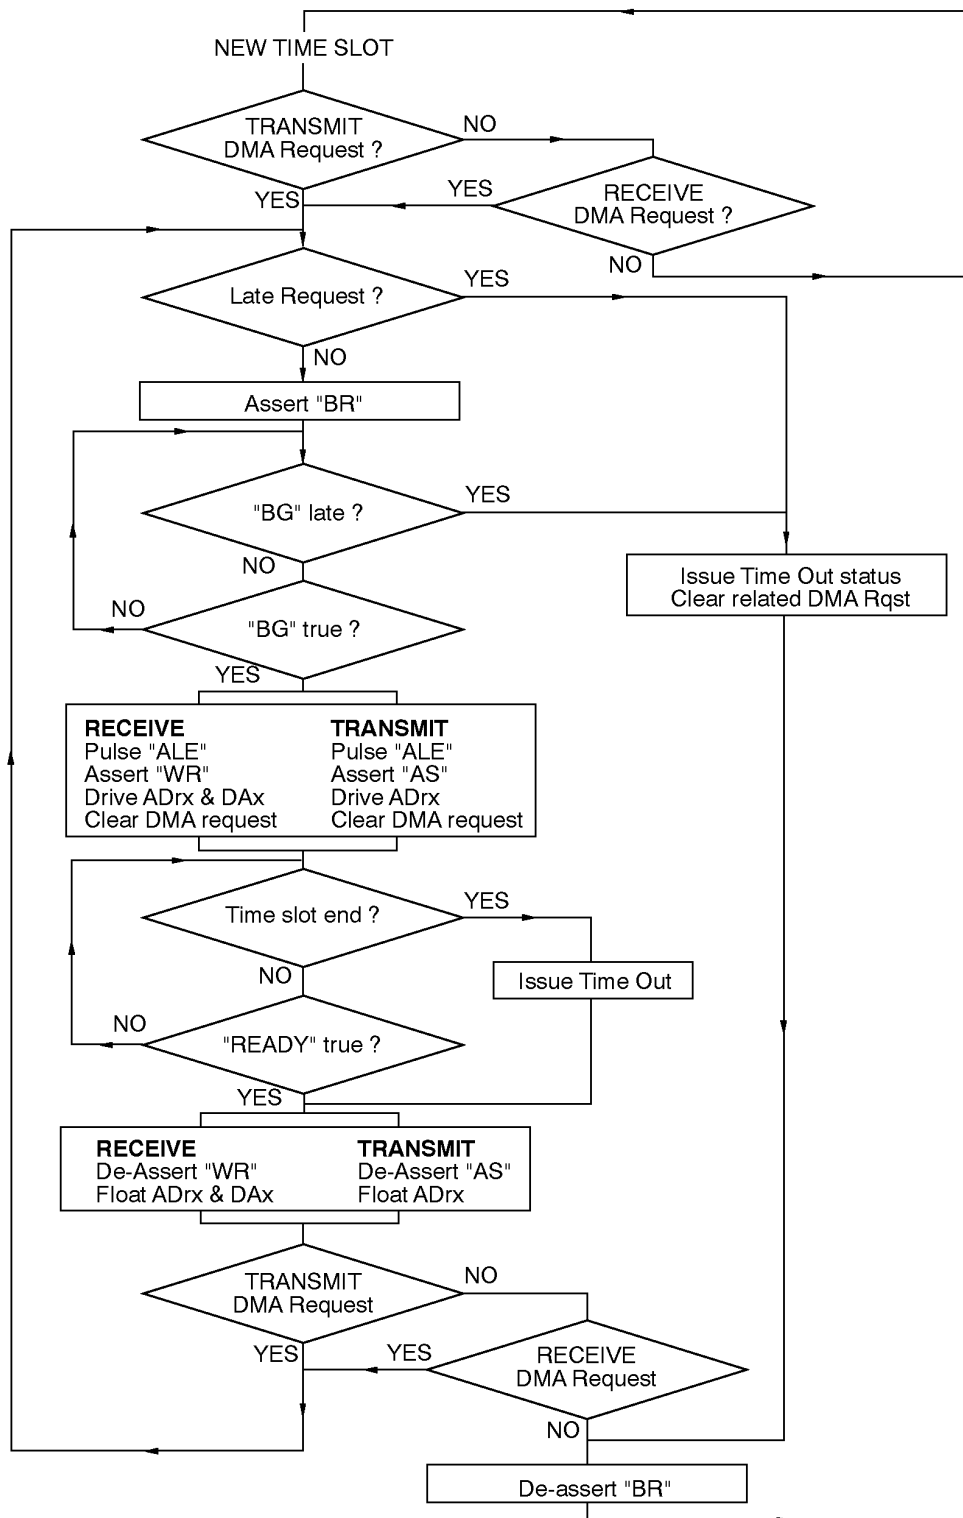 NEW TIME SLOT
TRANSMIT
DMA Request ?
NO
YES
RECEIVE
DMA Request ?
YES
NO
Late Request ?
YES
NO
Assert "BR"
"BG" late ?
YES
NO
"BG" true ?
NO
YES
Issue Time Out status
Clear related DMA Rqst
RECEIVE
Pulse "ALE"
Assert "WR"
Drive ADrx & DAx
Clear DMA request
TRANSMIT
Pulse "ALE"
Assert "AS"
Drive ADrx
Clear DMA request
Time slot end ?
YES
NO
Issue Time Out
"READY" true ?
NO
YES
RECEIVE
De-Assert "WR"
Float ADrx & DAx
TRANSMIT
De-Assert "AS"
Float ADrx
TRANSMIT
DMA Request
NO
YES
RECEIVE
DMA Request
YES
NO
De-assert "BR"